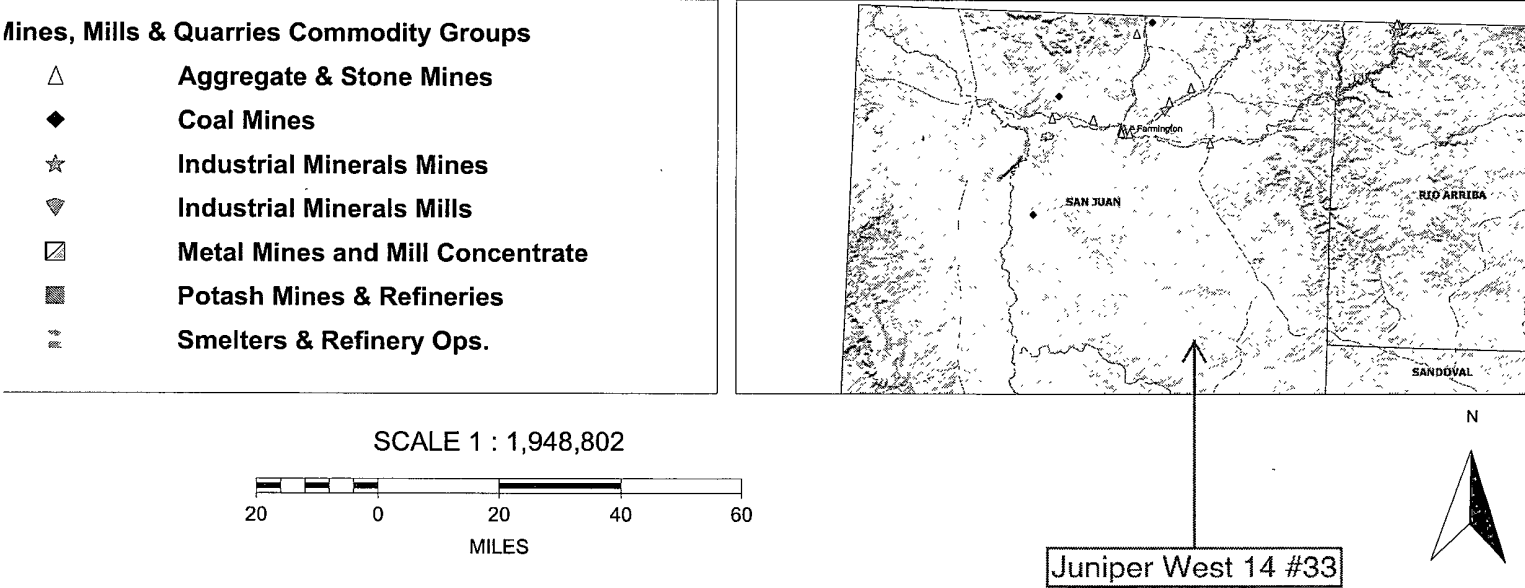 Mines, Mills & Quarries Commodity Groups
Aggregate & Stone Mines
Coal Mines
Industrial Minerals Mines
Industrial Minerals Mills
Metal Mines and Mill Concentrate
Potash Mines & Refineries
Smelters & Refinery Ops.
SCALE 1 : 1,948,802
20 0 20 40 60
MILES
Farmington
SAN JUAN
RIO ARRIBA
SANDOVAL
N
Juniper West 14 #33